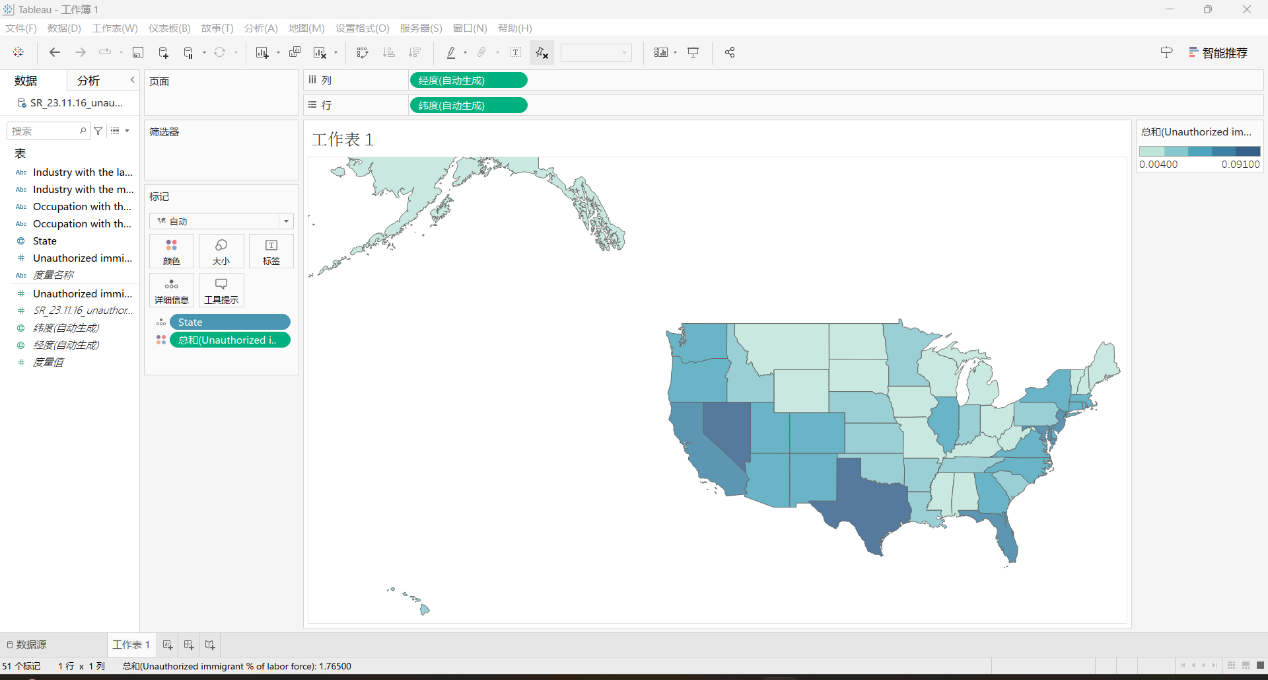 Tableau - 工作簿 1
文件(F) 数据(D) 工作表(W) 仪表板(B) 故事(T) 分析(A) 地图(M) 设置格式(O) 服务器(S) 窗口(N) 帮助(H)
智能推荐
数据 分析
SR_23.11.16_unau...
搜索
表
Abc Industry with the la...
Abc Industry with the m...
Abc Occupation with th...
Abc Occupation with th...
State
# Unauthorized immi...
Abc 度量名称
# Unauthorized immi...
# SR_23.11.16_unauthor...
纬度(自动生成)
经度(自动生成)
# 度量值
页面
筛选器
标记
自动
颜色 大小 标签
详细信息 工具提示
State
总和(Unauthorized i..
列 经度(自动生成)
行 纬度(自动生成)
工作表 1
总和(Unauthorized im...
0.00400 0.09100
数据源 工作表 1
51 个标记 1 行 x 1 列 总和(Unauthorized immigrant % of labor force): 1.76500